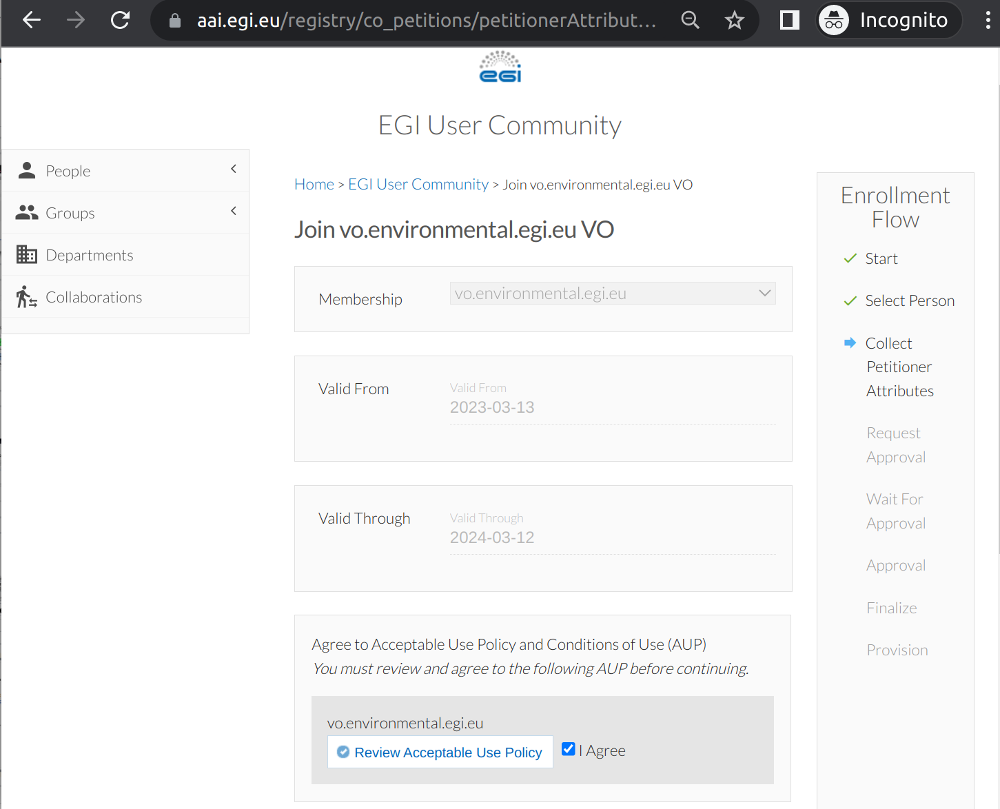 aai.egi.eu/registry/co_petitions/petitionerAttribut...
Incognito
egi
EGI User Community
People
Groups
Departments
Collaborations
Home > EGI User Community > Join vo.environmental.egi.eu VO
Join vo.environmental.egi.eu VO
Membership
vo.environmental.egi.eu
Valid From
Valid From
2023-03-13
Valid Through
Valid Through
2024-03-12
Agree to Acceptable Use Policy and Conditions of Use (AUP)
You must review and agree to the following AUP before continuing.
vo.environmental.egi.eu
Review Acceptable Use Policy
I Agree
Enrollment
Flow
Start
Select Person
Collect
Petitioner
Attributes
Request
Approval
Wait For
Approval
Approval
Finalize
Provision